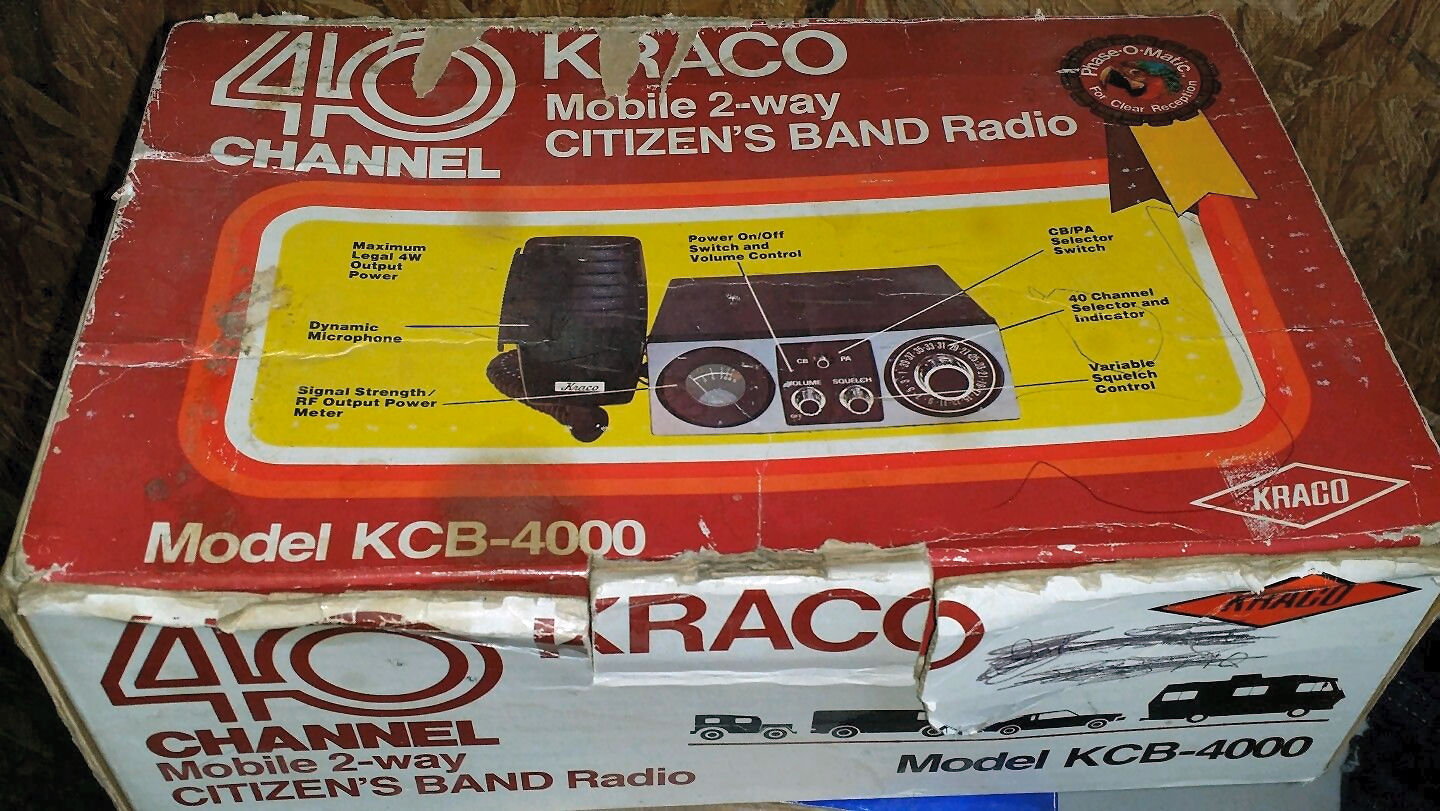 40
CHANNEL
KRACO
Mobile 2-way
CITIZEN'S BAND Radio
Phase-O-Matic
For Clear Reception
Maximum
Legal 4W
Output
Power
Dynamic
Microphone
Signal Strength/
RF Output Power
Meter
Power On/Off
Switch and
Volume Control
CB/PA
Selector
Switch
40 Channel
Selector and
Indicator
Variable
Squelch
Control
Kraco
CB PA
VOLUME SQUELCH
OFF
KRACO
Model KCB-4000
40
CHANNEL
Mobile 2-way
CITIZEN'S BAND Radio
KRACO
KRACO
Model KCB-4000